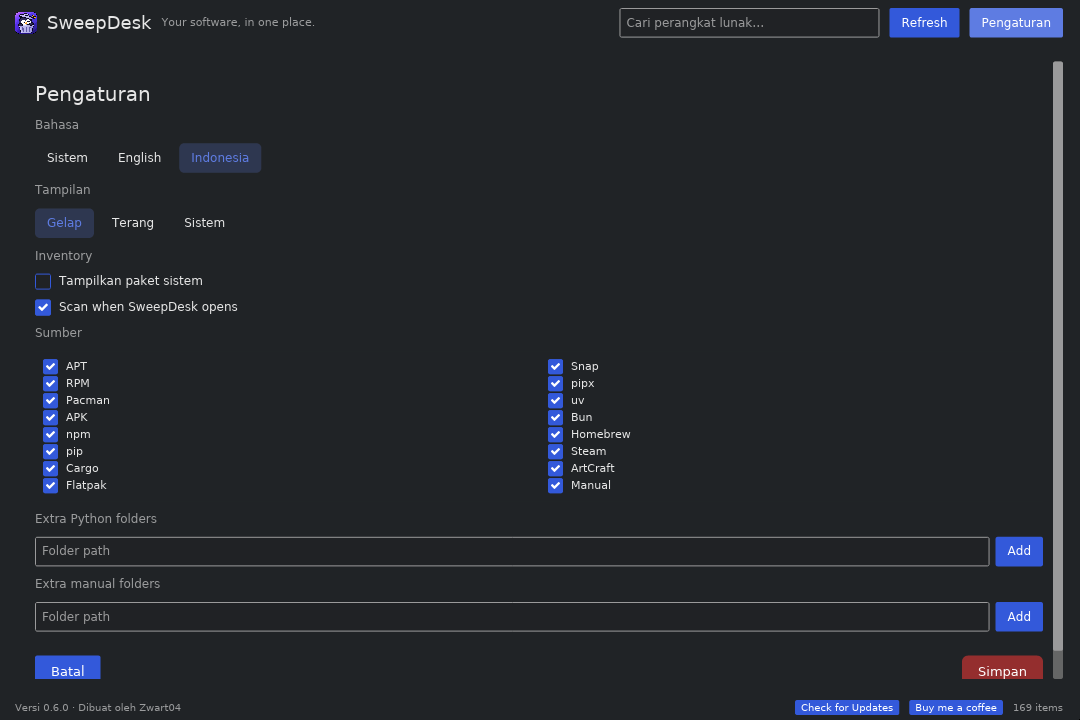 SweepDesk Your software, in one place. Cari perangkat lunak... Refresh Pengaturan
Pengaturan
Bahasa
Sistem English Indonesia
Tampilan
Gelap Terang Sistem
Inventory
Tampilkan paket sistem
Scan when SweepDesk opens
Sumber
APT Snap
RPM pipx
Pacman uv
APK Bun
npm Homebrew
pip Steam
Cargo ArtCraft
Flatpak Manual
Extra Python folders
Folder path Add
Extra manual folders
Folder path Add
Batal Simpan
Versi 0.6.0 · Dibuat oleh Zwart04 Check for Updates Buy me a coffee 169 items